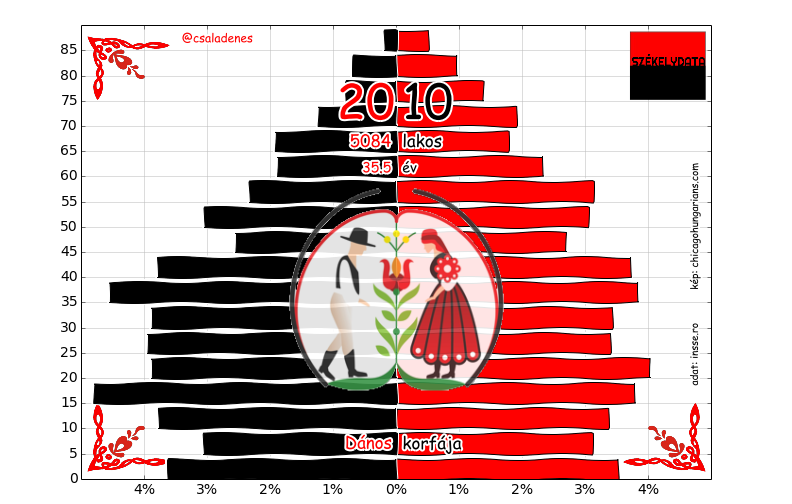 @csaladenes
SZÉKELYDATA
2010
5084 lakos
35.5 év
kép: chicagohungarians.com
adat: insse.ro
Dános korfája
85
80
75
70
65
60
55
50
45
40
35
30
25
20
15
10
5
0
4% 3% 2% 1% 0% 1% 2% 3% 4%